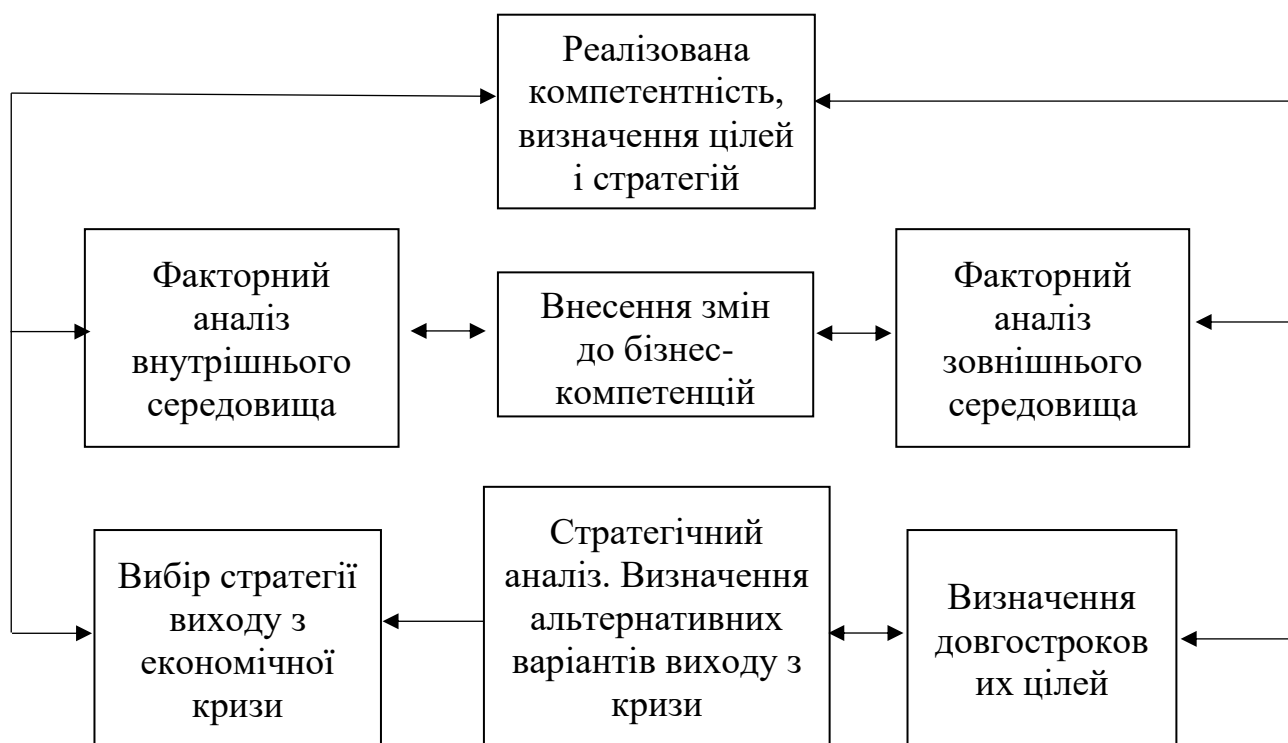 Реалізована
компетентність,
визначення цілей
і стратегій
Факторний
аналіз
внутрішнього
середовища
Внесення змін
до бізнес-
компетенцій
Факторний
аналіз
зовнішнього
середовища
Вибір стратегії
виходу з
економічної
кризи
Стратегічний
аналіз. Визначення
альтернативних
варіантів виходу з
кризи
Визначення
довгостроков
их цілей